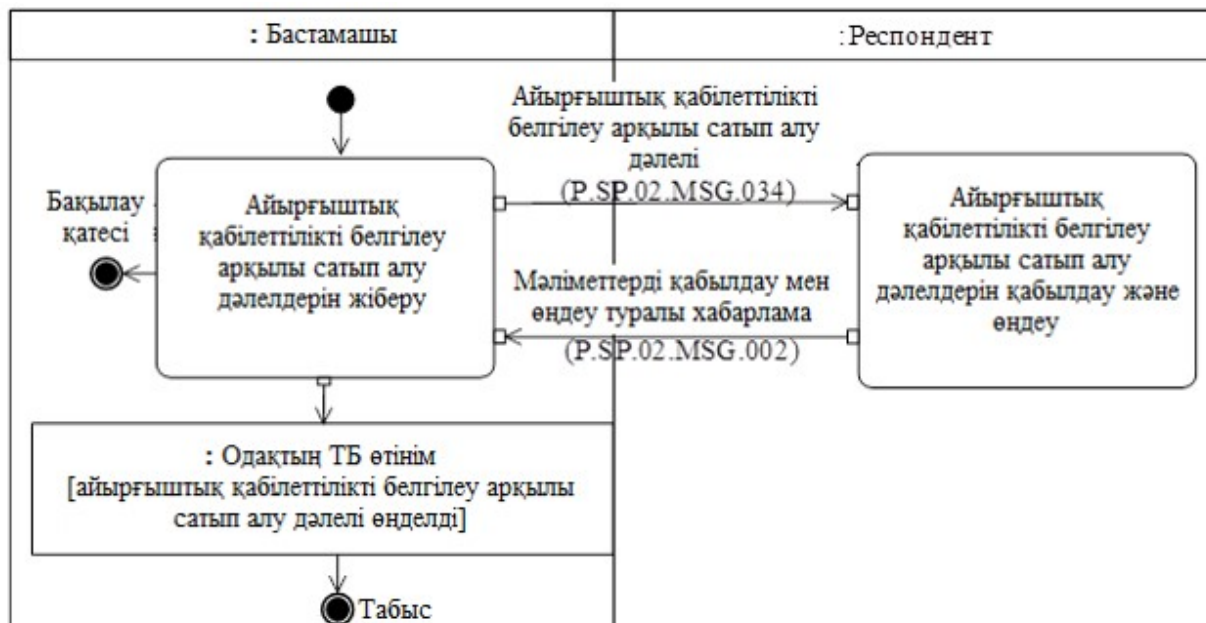 : Бастамашы
:Респондент
Айырғыштық қабілеттілікті
белгілеу арқылы сатып алу
дәлелі
(P.SP.02.MSG.034)
Бақылау
қатесі
Айырғыштық
қабілеттілікті белгілеу
арқылы сатып алу
дәлелдерін жіберу
Айырғыштық
қабілеттілікті белгілеу
арқылы сатып алу
дәлелдерін қабылдау және
өңдеу
Мәліметтерді қабылдау мен
өңдеу туралы хабарлама
(P.SP.02.MSG.002)
: Одақтың ТБ өтінім
[айырғыштық қабілеттілікті белгілеу арқылы
сатып алу дәлелі өңделді]
Табыс